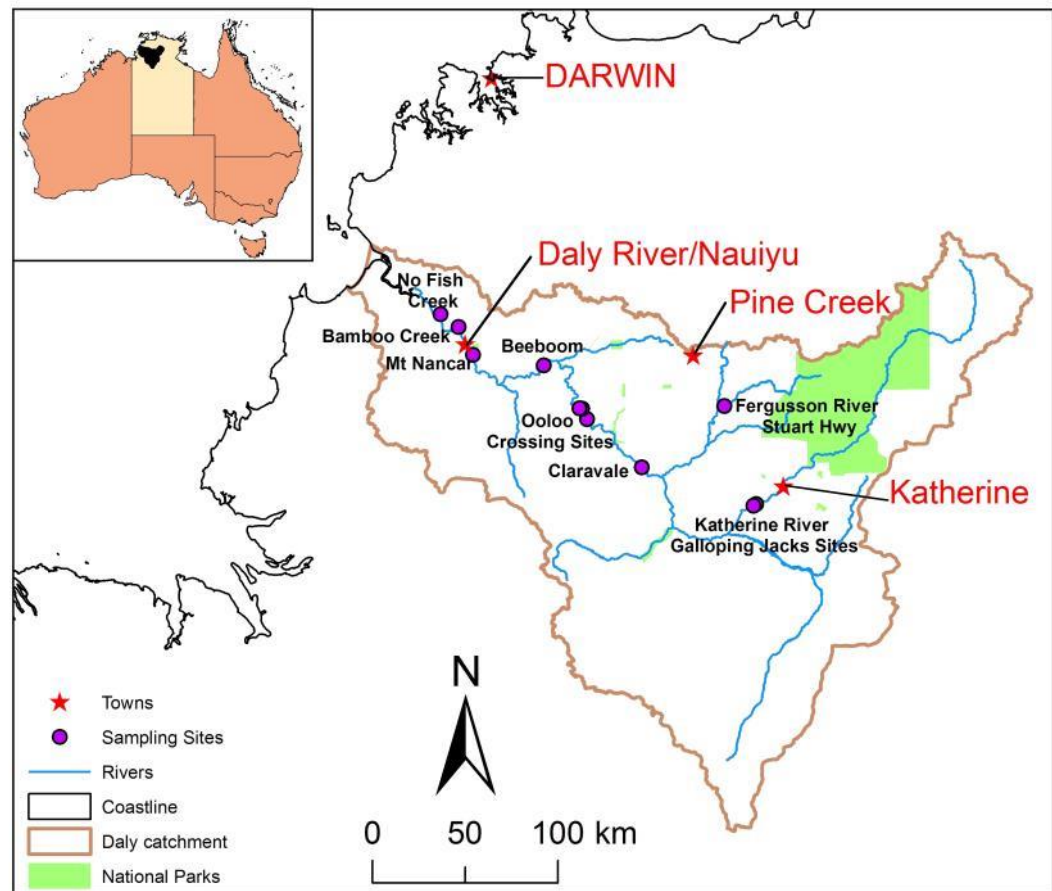 DARWIN
Daly River/Nauiyu
No Fish
Creek
Pine Creek
Bamboo Creek
Beeboom
Mt Nancar
Fergusson River
Stuart Hwy
Ooloo
Crossing Sites
Claravale
Katherine
Katherine River
Galloping Jacks Sites
N
Towns
Sampling Sites
Rivers
Coastline
Daly catchment
National Parks
0 50 100 km